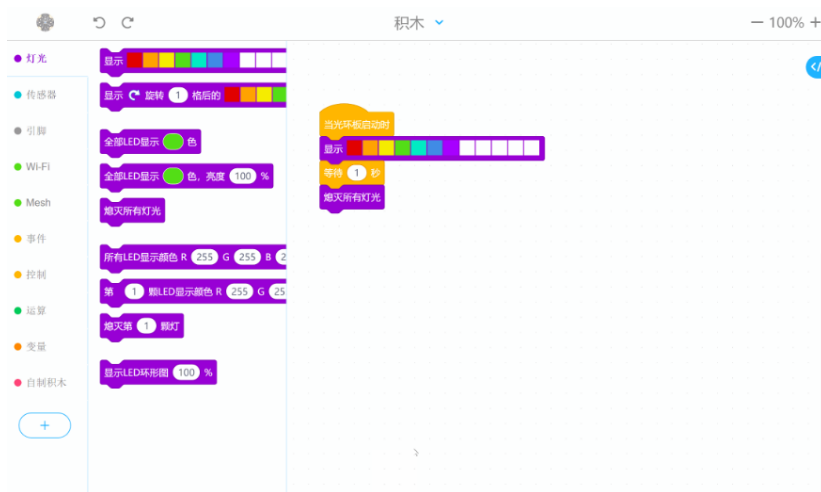 积木
— 100% +
灯光
传感器
引脚
Wi-Fi
Mesh
事件
控制
运算
变量
自制积木
+
显示
显示 旋转 1 格后的
全部LED显示 色
全部LED显示 色，亮度 100 %
熄灭所有灯光
所有LED显示颜色 R 255 G 255 B 2
第 1 颗LED显示颜色 R 255 G 25
熄灭第 1 颗灯
显示LED环形图 100 %
当光环板启动时
显示
等待 1 秒
熄灭所有灯光